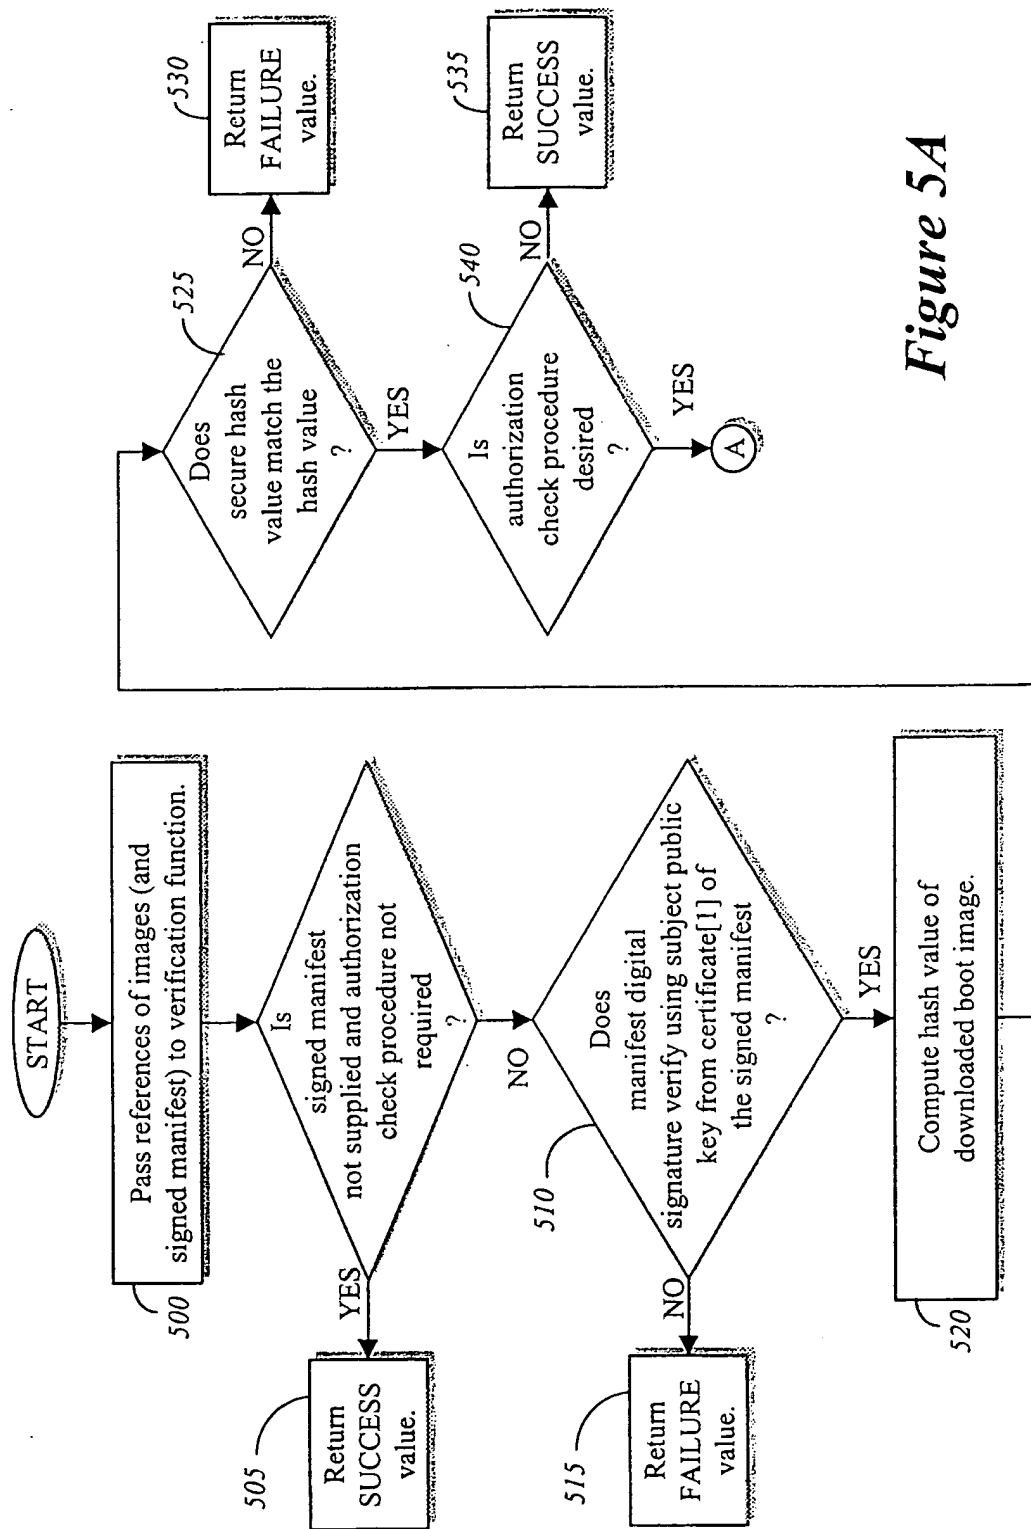 START
Pass references of images (and
signed manifest) to verification function.
500
Is
signed manifest
not supplied and authorization
check procedure not
required
?
YES
Return
SUCCESS
value.
505
NO
Does
manifest digital
signature verify using subject public
key from certificate[1] of
the signed manifest
?
510
NO
Return
FAILURE
value.
515
YES
Compute hash value of
downloaded boot image.
520
Does
secure hash
value match the
hash value
?
525
NO
Return
FAILURE
value.
530
YES
Is
authorization
check procedure
desired
?
540
NO
Return
SUCCESS
value.
535
YES
A
Figure 5A